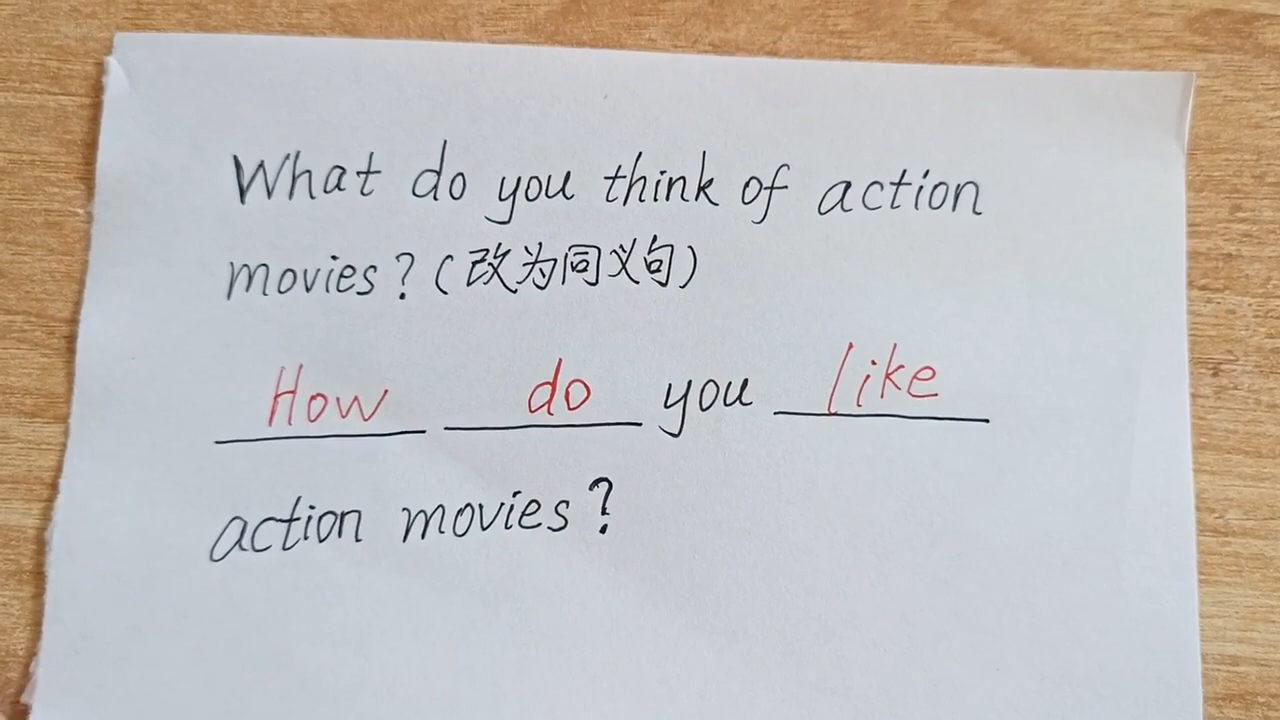 What do you think of action
movies?(改为同义句)
How do you like
action movies?